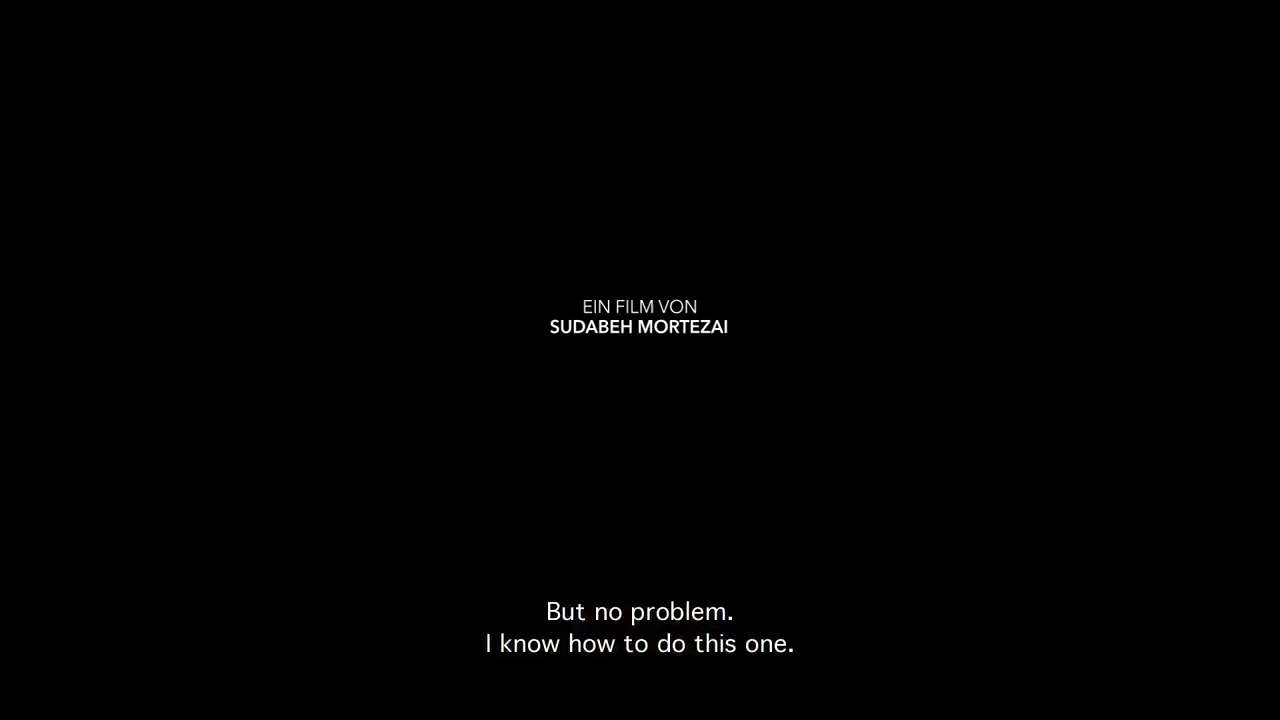 EIN FILM VON
SUDABEH MORTEZAI
But no problem.
I know how to do this one.